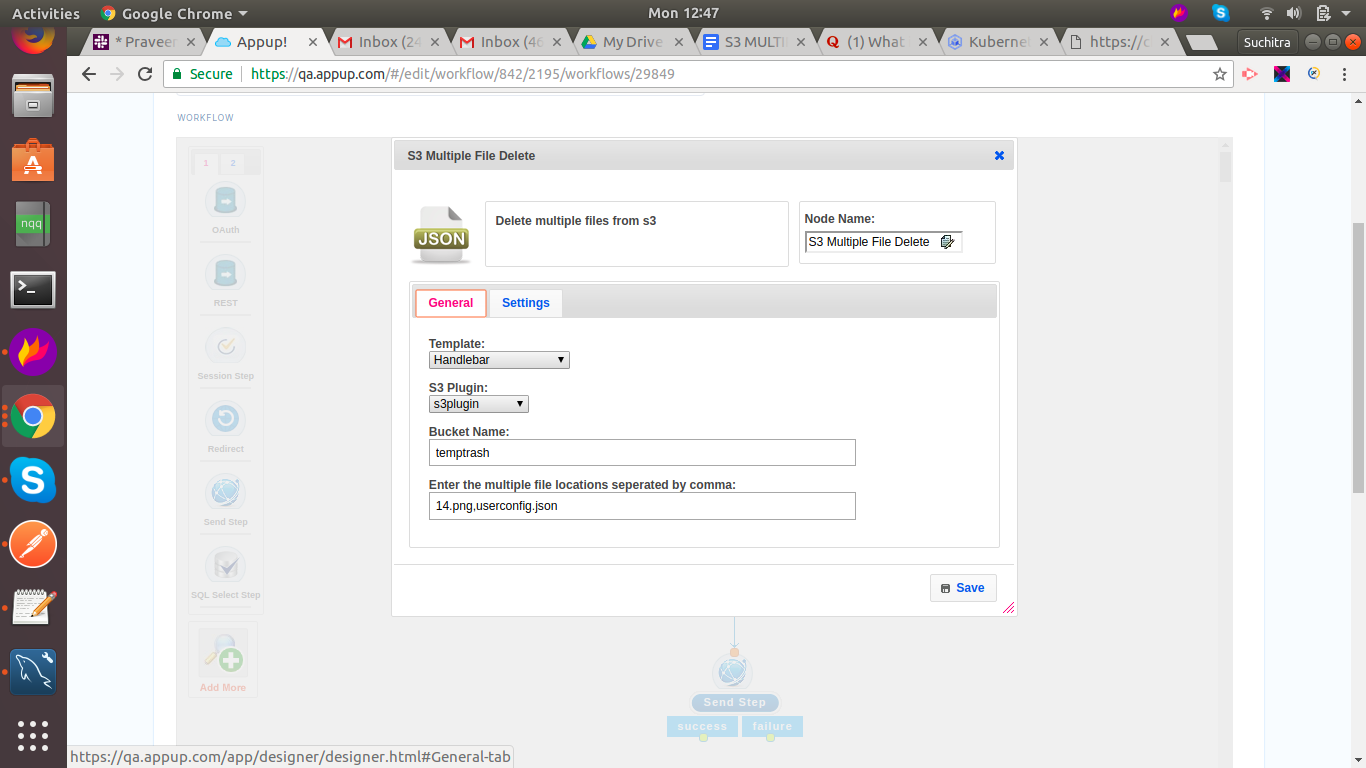 Activities
Google Chrome
Mon 12:47
* Praveer
Appup!
Inbox (24
Inbox (46
My Drive
S3 MULTI
(1) What
Kuberne
https://c
Suchitra
Secure
https://qa.appup.com/#/edit/workflow/842/2195/workflows/29849
WORKFLOW
1
2
OAuth
REST
Session Step
Redirect
Send Step
SQL Select Step
Add More
S3 Multiple File Delete
JSON
Delete multiple files from s3
Node Name:
S3 Multiple File Delete
General
Settings
Template:
Handlebar
S3 Plugin:
s3plugin
Bucket Name:
temptrash
Enter the multiple file locations seperated by comma:
14.png,userconfig.json
Save
Send Step
success
failure
nqq
https://qa.appup.com/app/designer/designer.html#General-tab